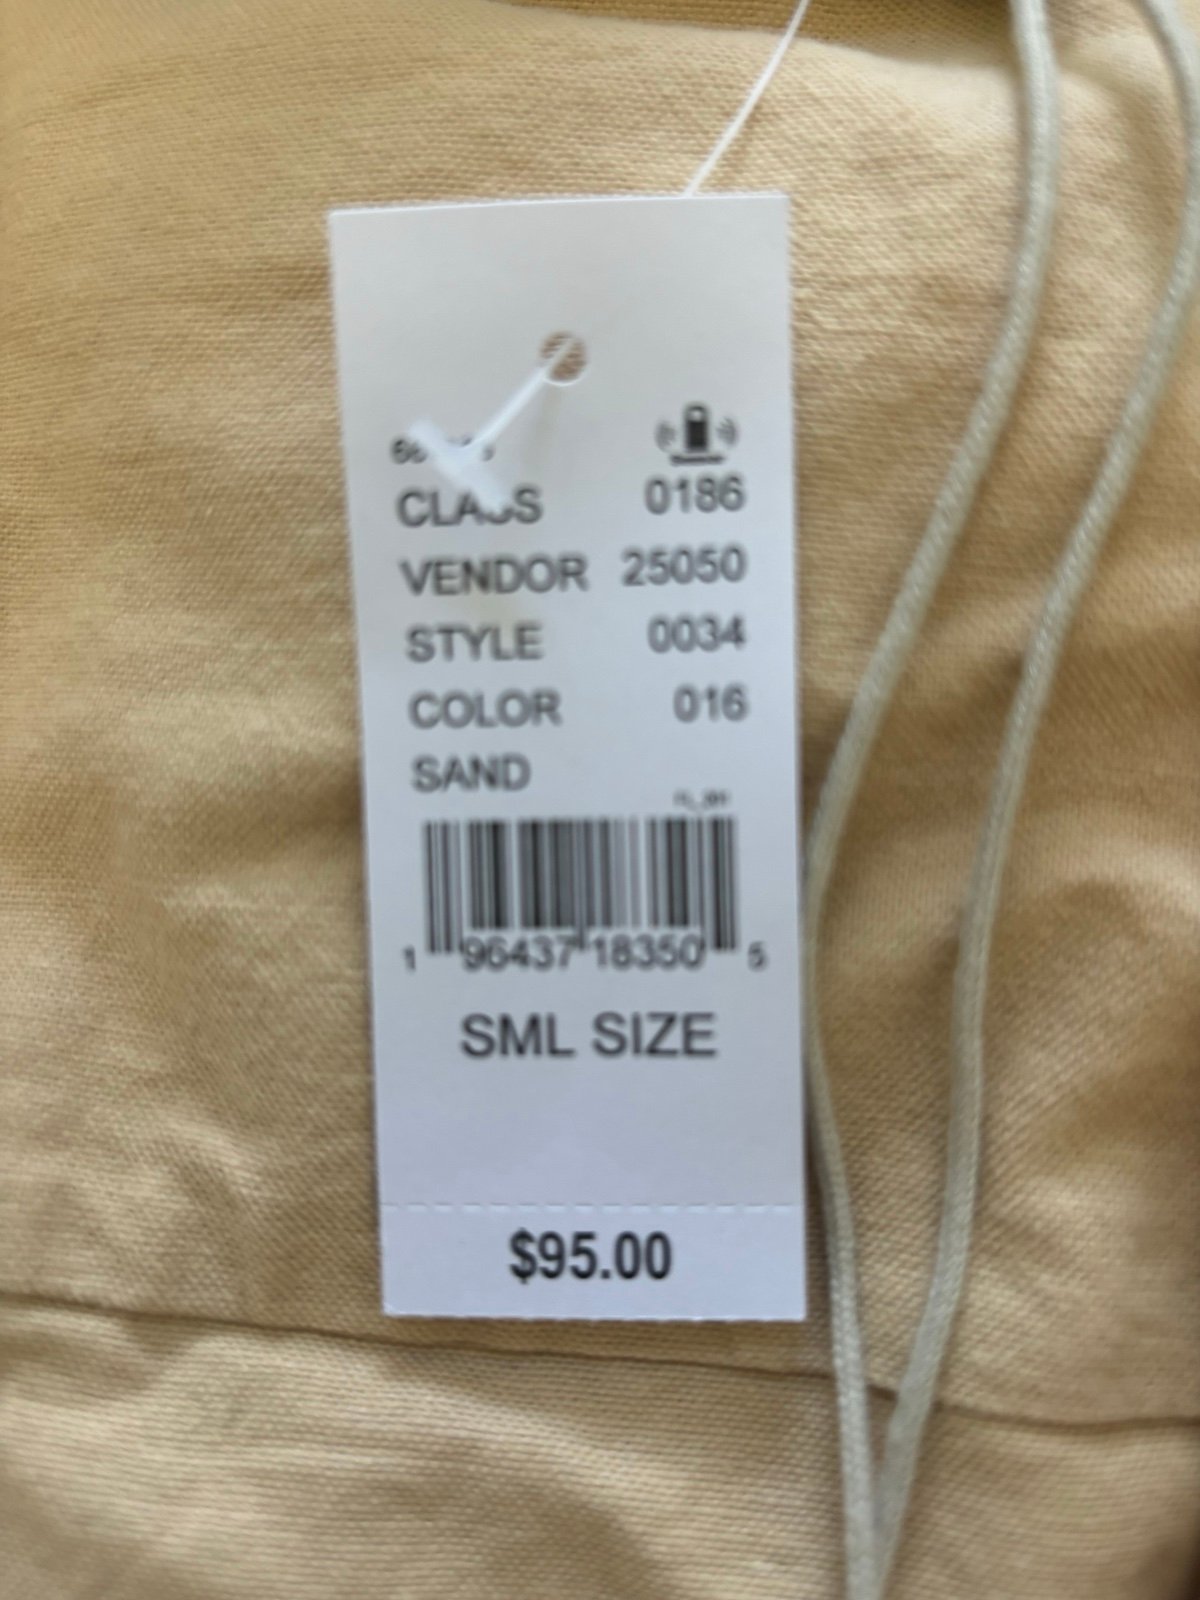 CLASS 0186
VENDOR 25050
STYLE 0034
COLOR 016
SAND
1 96437 18350 5
SML SIZE
$95.00